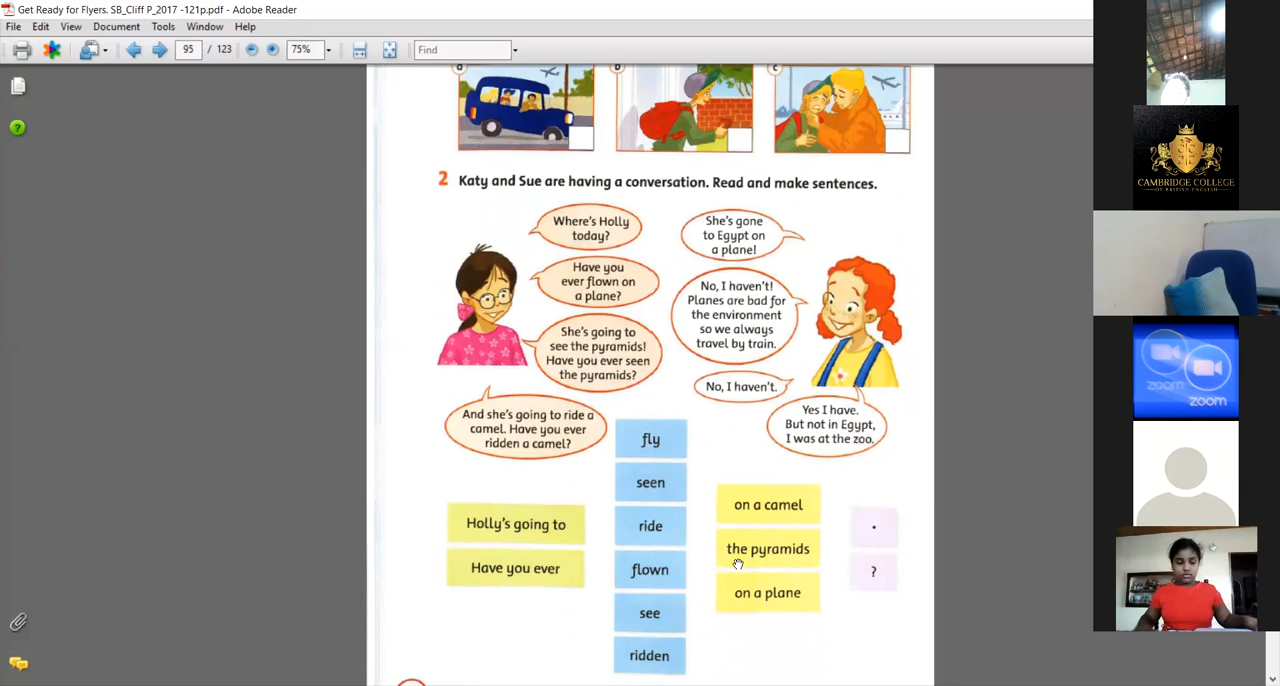 Get Ready for Flyers. SB_Cliff P_2017 -121p.pdf - Adobe Reader
File Edit View Document Tools Window Help
95 / 123 75% Find
a b c
2 Katy and Sue are having a conversation. Read and make sentences.
Where's Holly
today?
She's gone
to Egypt on
a plane!
Have you
ever flown on
a plane?
No, I haven't!
Planes are bad for
the environment
so we always
travel by train.
She's going to
see the pyramids!
Have you ever seen
the pyramids?
No, I haven't.
And she's going to ride a
camel. Have you ever
ridden a camel?
Yes I have.
But not in Egypt,
I was at the zoo.
Holly's going to
Have you ever
fly
seen
ride
flown
see
ridden
on a camel
the pyramids
on a plane
.
?
CAMBRIDGE COLLEGE
OF BRITISH ENGLISH
zoom
zoom